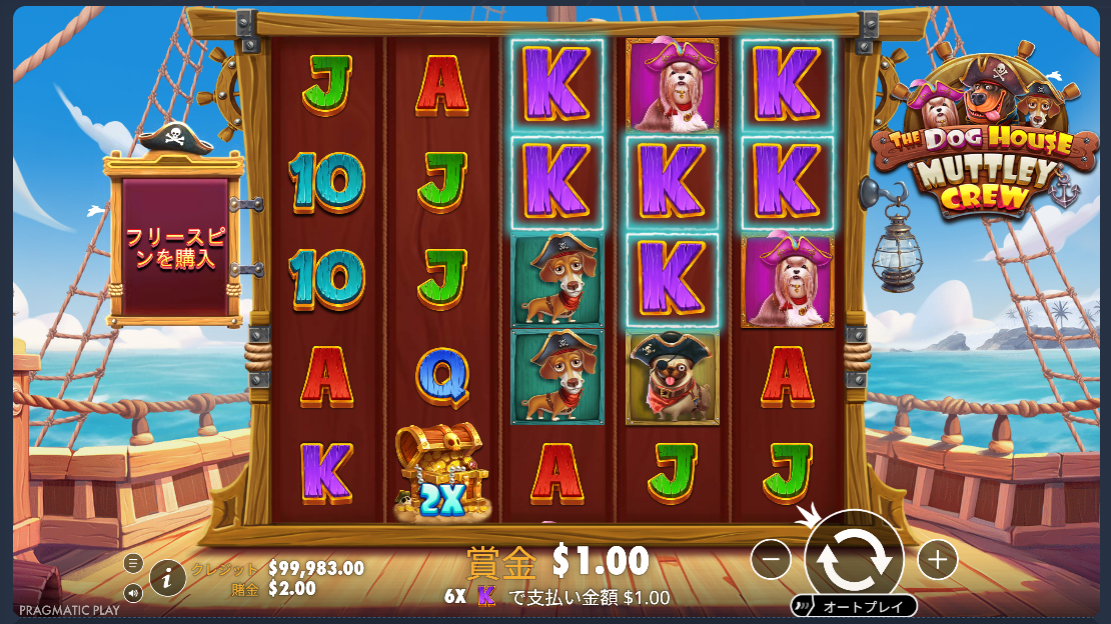 J A K K
10 J K K K
10 J K
A Q A
K 2X A J J
フリースピ
ンを購入
THE DOG HOUSE
MUTTLEY
CREW
クレジット $99,983.00
賭金 $2.00
賞金 $1.00
6X K で支払い金額 $1.00
オートプレイ
PRAGMATIC PLAY